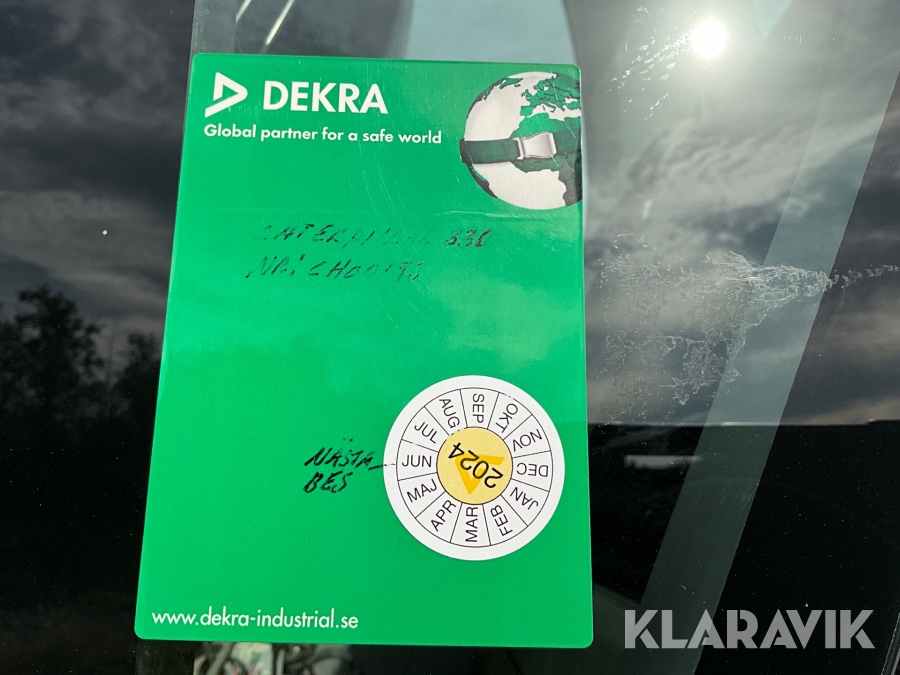 DEKRA
Global partner for a safe world
NÄSTA
BES
SEP
OKT
NOV
DEC
JAN
FEB
MAR
APR
MAJ
JUN
JUL
AUG
2024
www.dekra-industrial.se
KLARAVIK